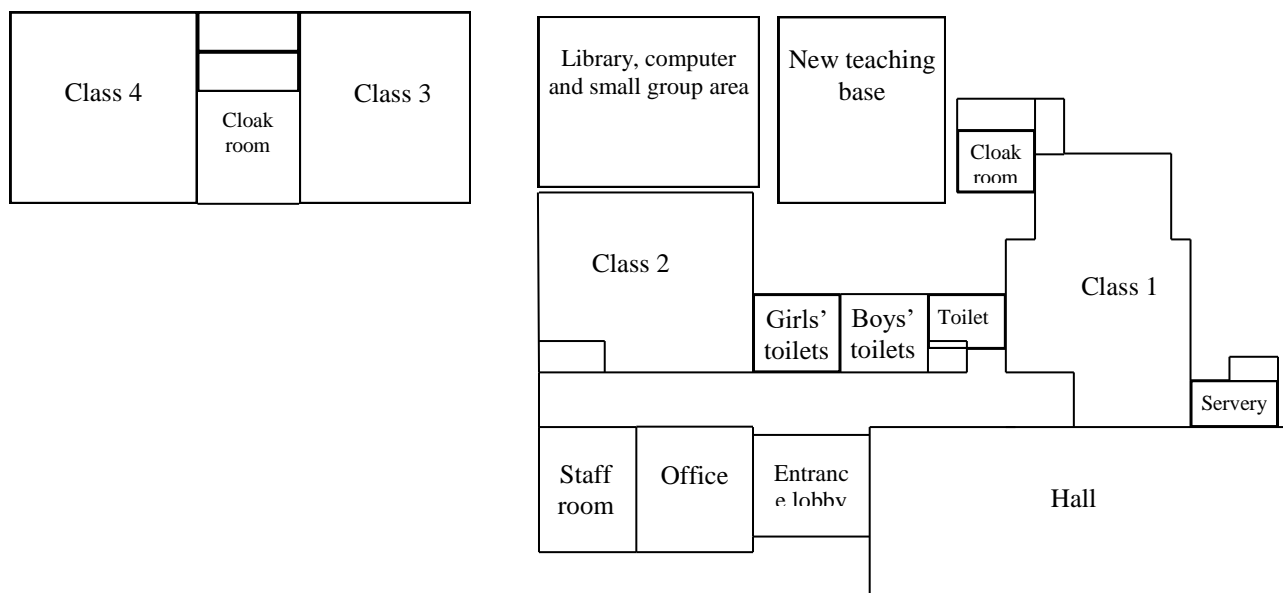 Class 4
Cloak
room
Class 3
Library, computer
and small group area
New teaching
base
Cloak
room
Class 2
Class 1
Girls’
toilets
Boys’
toilets
Toilet
Servery
Staff
room
Office
Entranc
e lobby
Hall